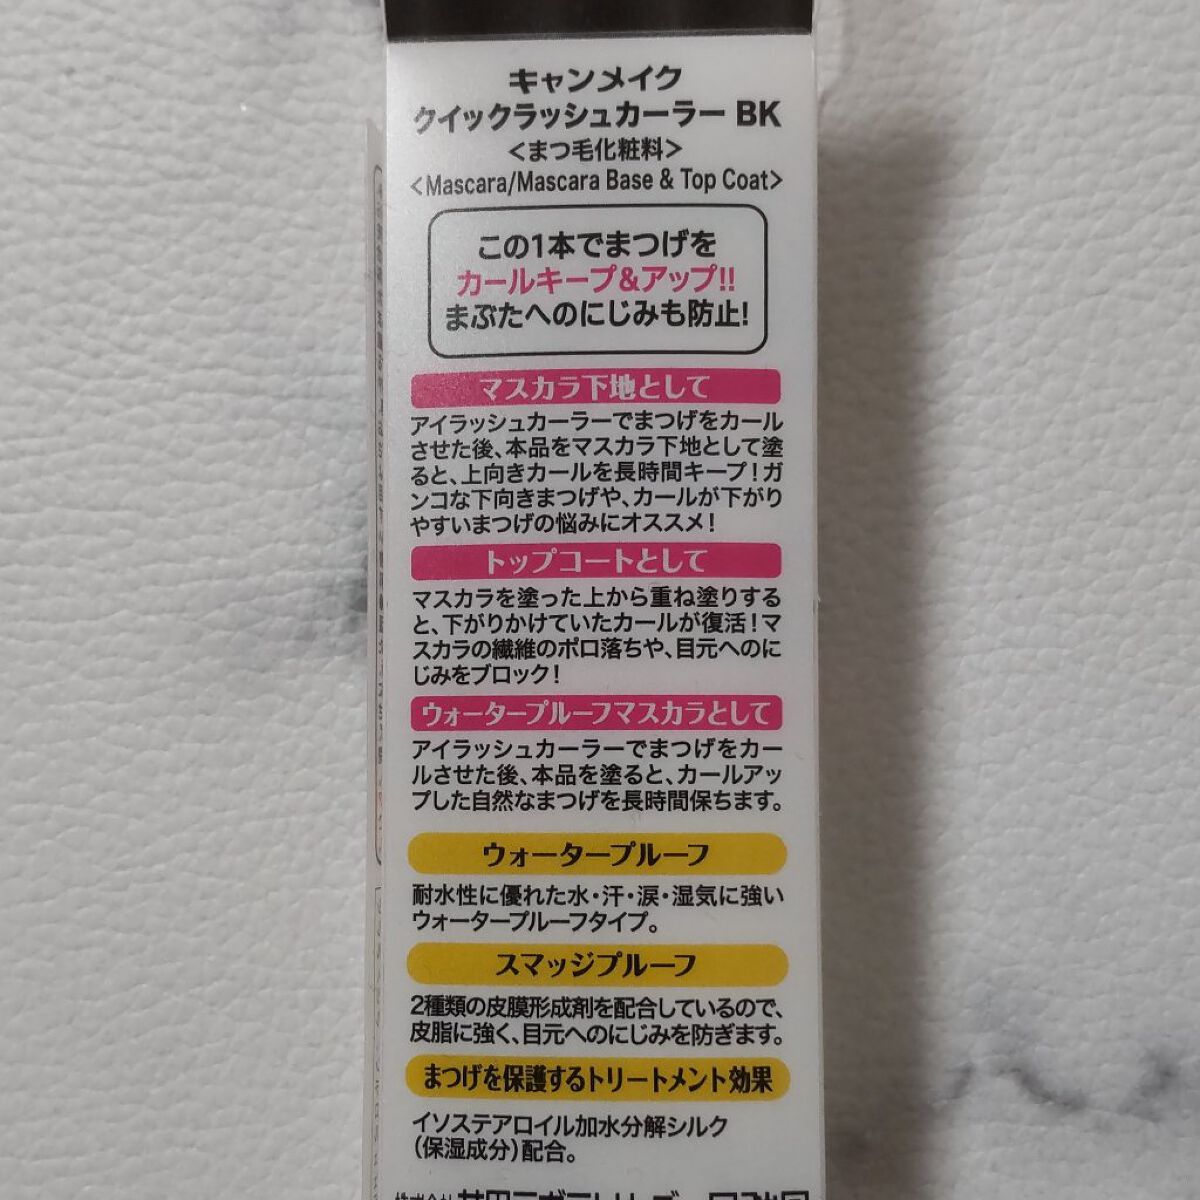 キャンメイク
クイックラッシュカーラー BK
<まつ毛化粧料>
<Mascara/Mascara Base & Top Coat>
この1本でまつげを
カールキープ&アップ!!
まぶたへのにじみも防止!
マスカラ下地として
アイラッシュカーラーでまつげをカール
させた後、本品をマスカラ下地として塗
ると、上向きカールを長時間キープ!ガ
ンコな下向きまつげや、カールが下がり
やすいまつげの悩みにオススメ!
トップコートとして
マスカラを塗った上から重ね塗りする
と、下がりかけていたカールが復活!マ
スカラの繊維のポロ落ちや、目元へのに
じみをブロック!
ウォータープルーフマスカラとして
アイラッシュカーラーでまつげをカー
ルさせた後、本品を塗ると、カールアッ
プした自然なまつげを長時間保ちます。
ウォータープルーフ
耐水性に優れた水・汗・涙・湿気に強い
ウォータープルーフタイプ。
スマッジプルーフ
2種類の皮膜形成剤を配合しているので、
皮脂に強く、目元へのにじみを防ぎます。
まつげを保護するトリートメント効果
イソステアロイル加水分解シルク
(保湿成分)配合。